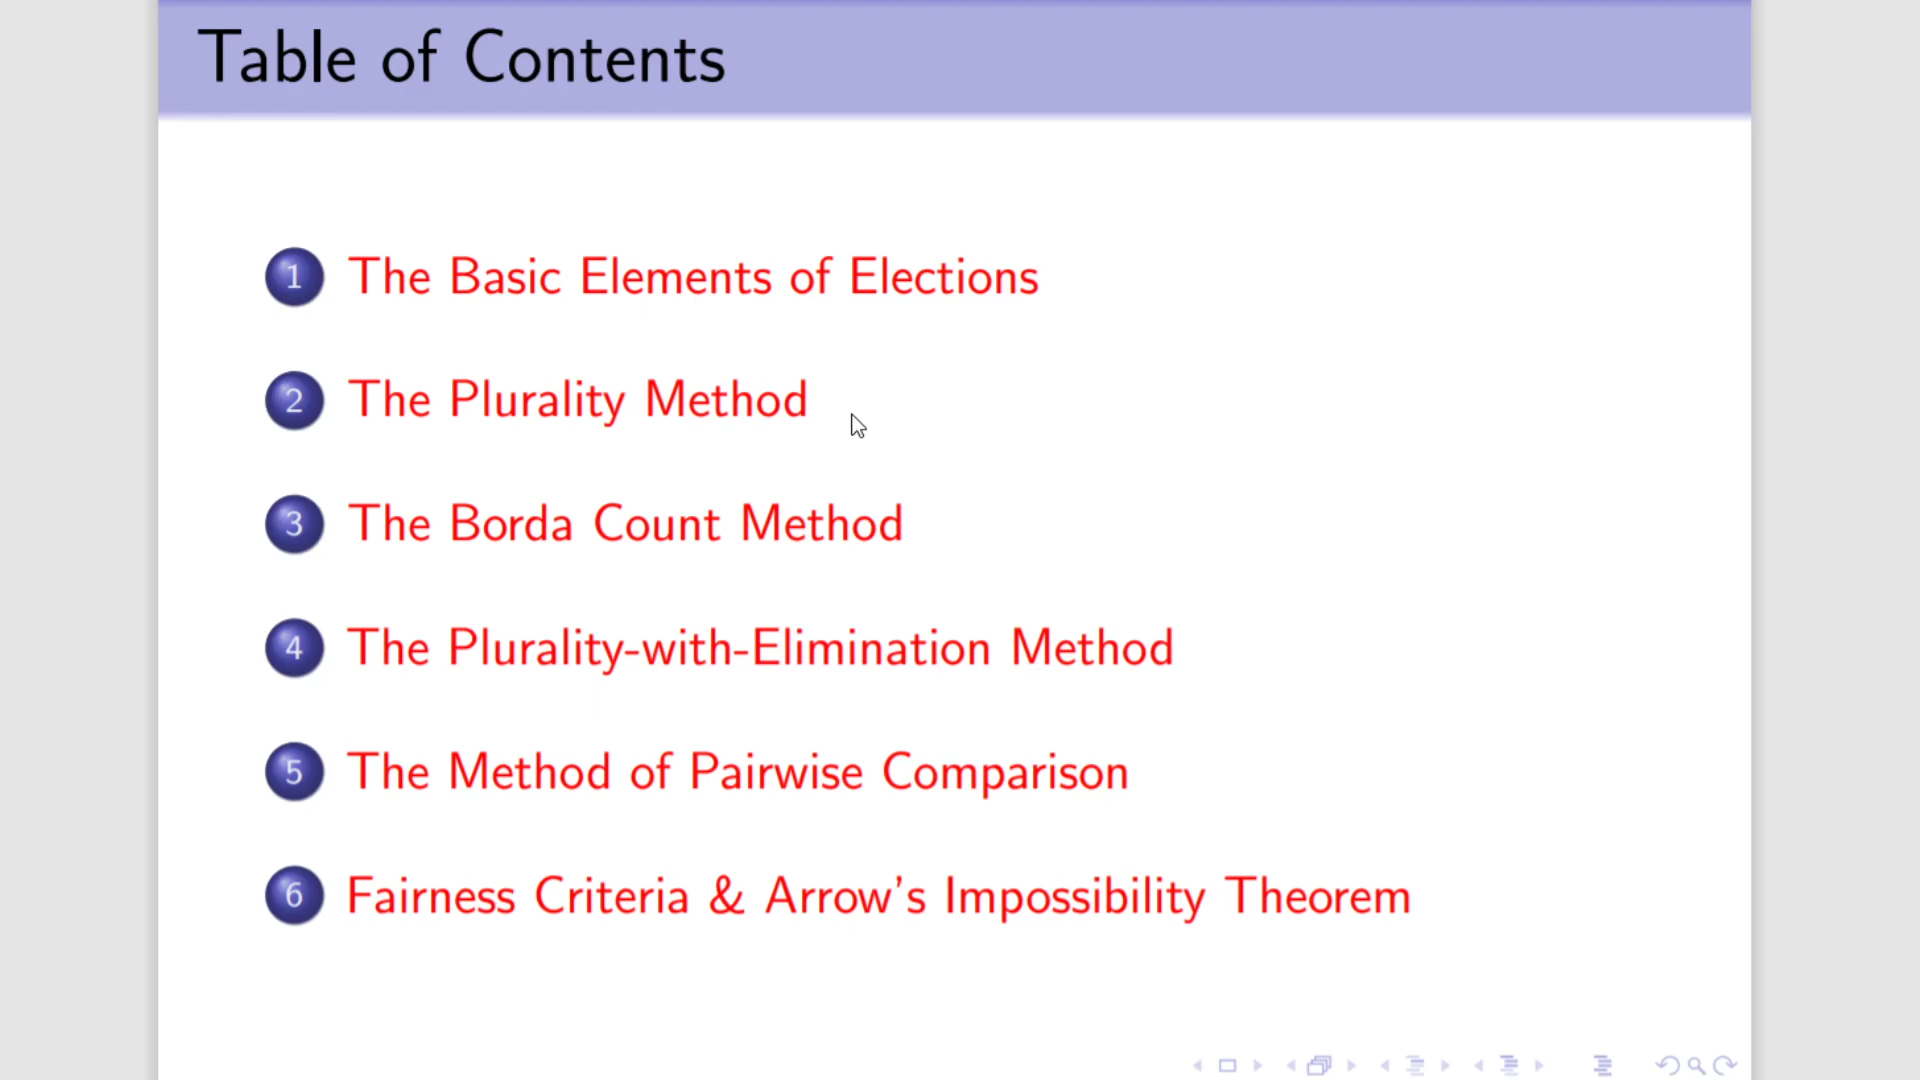 Table of Contents
1 The Basic Elements of Elections
2 The Plurality Method
3 The Borda Count Method
4 The Plurality-with-Elimination Method
5 The Method of Pairwise Comparison
6 Fairness Criteria & Arrow's Impossibility Theorem